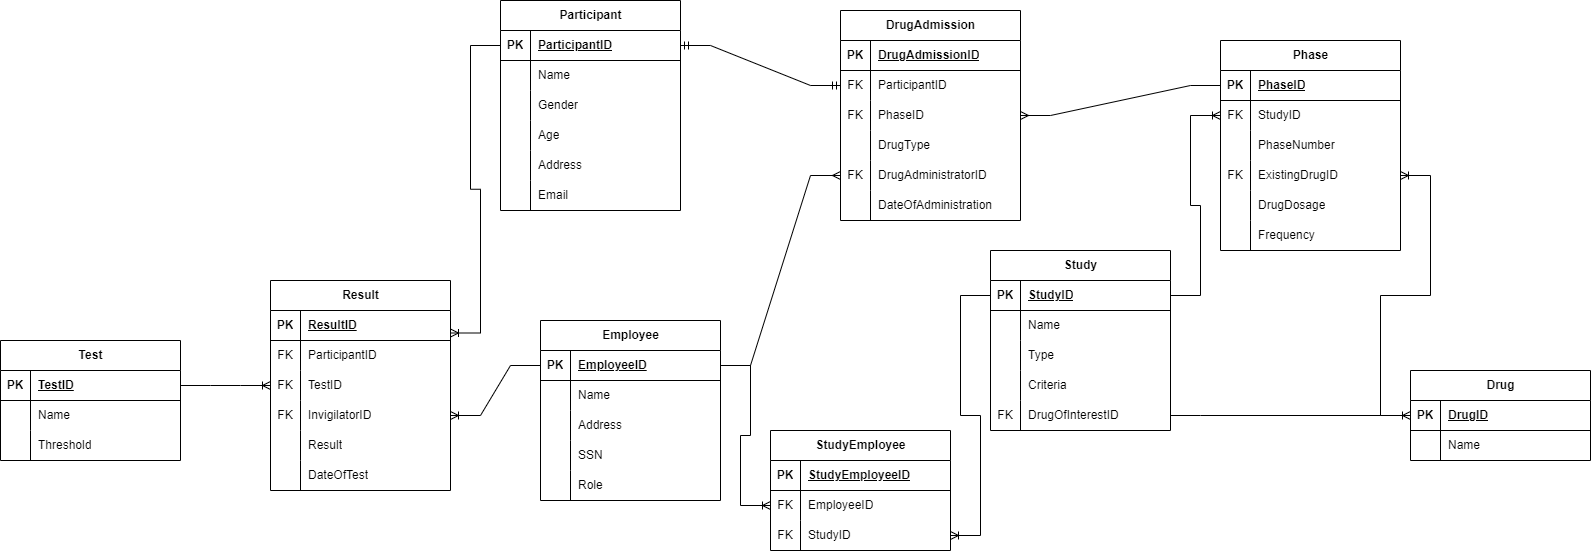 Participant
PK ParticipantID
Name
Gender
Age
Address
Email
DrugAdmission
PK DrugAdmissionID
FK ParticipantID
FK PhaseID
DrugType
FK DrugAdministratorID
DateOfAdministration
Phase
PK PhaseID
FK StudyID
PhaseNumber
FK ExistingDrugID
DrugDosage
Frequency
Study
PK StudyID
Name
Type
Criteria
FK DrugOfInterestID
Result
PK ResultID
FK ParticipantID
FK TestID
FK InvigilatorID
Result
DateOfTest
Employee
PK EmployeeID
Name
Address
SSN
Role
Test
PK TestID
Name
Threshold
Drug
PK DrugID
Name
StudyEmployee
PK StudyEmployeeID
FK EmployeeID
FK StudyID